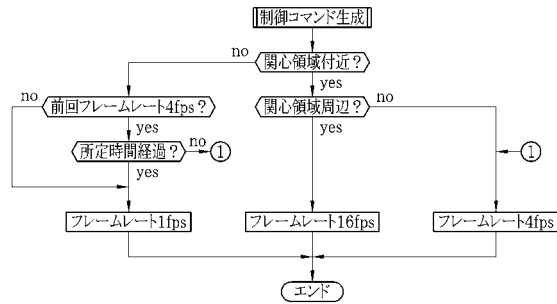 制御コマンド生成
no
関心領域付近?
yes
no
前回フレームレート4fps?
関心領域周辺?
no
yes
yes
所定時間経過?
no
①
①
yes
フレームレート1fps
フレームレート16fps
フレームレート4fps
エンド